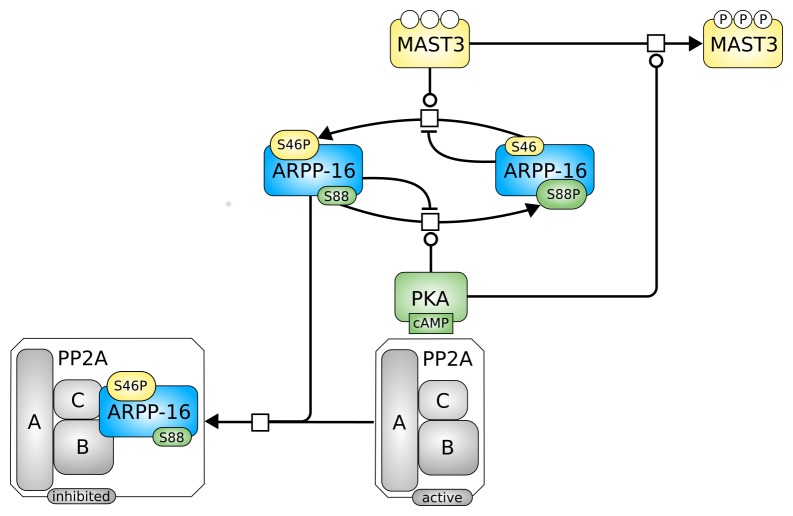 P P P
MAST3
MAST3
S46P
ARPP-16
S88
S46
ARPP-16
S88P
PKA
cAMP
PP2A
A
C
B
S46P
ARPP-16
S88
inhibited
PP2A
A
C
B
active